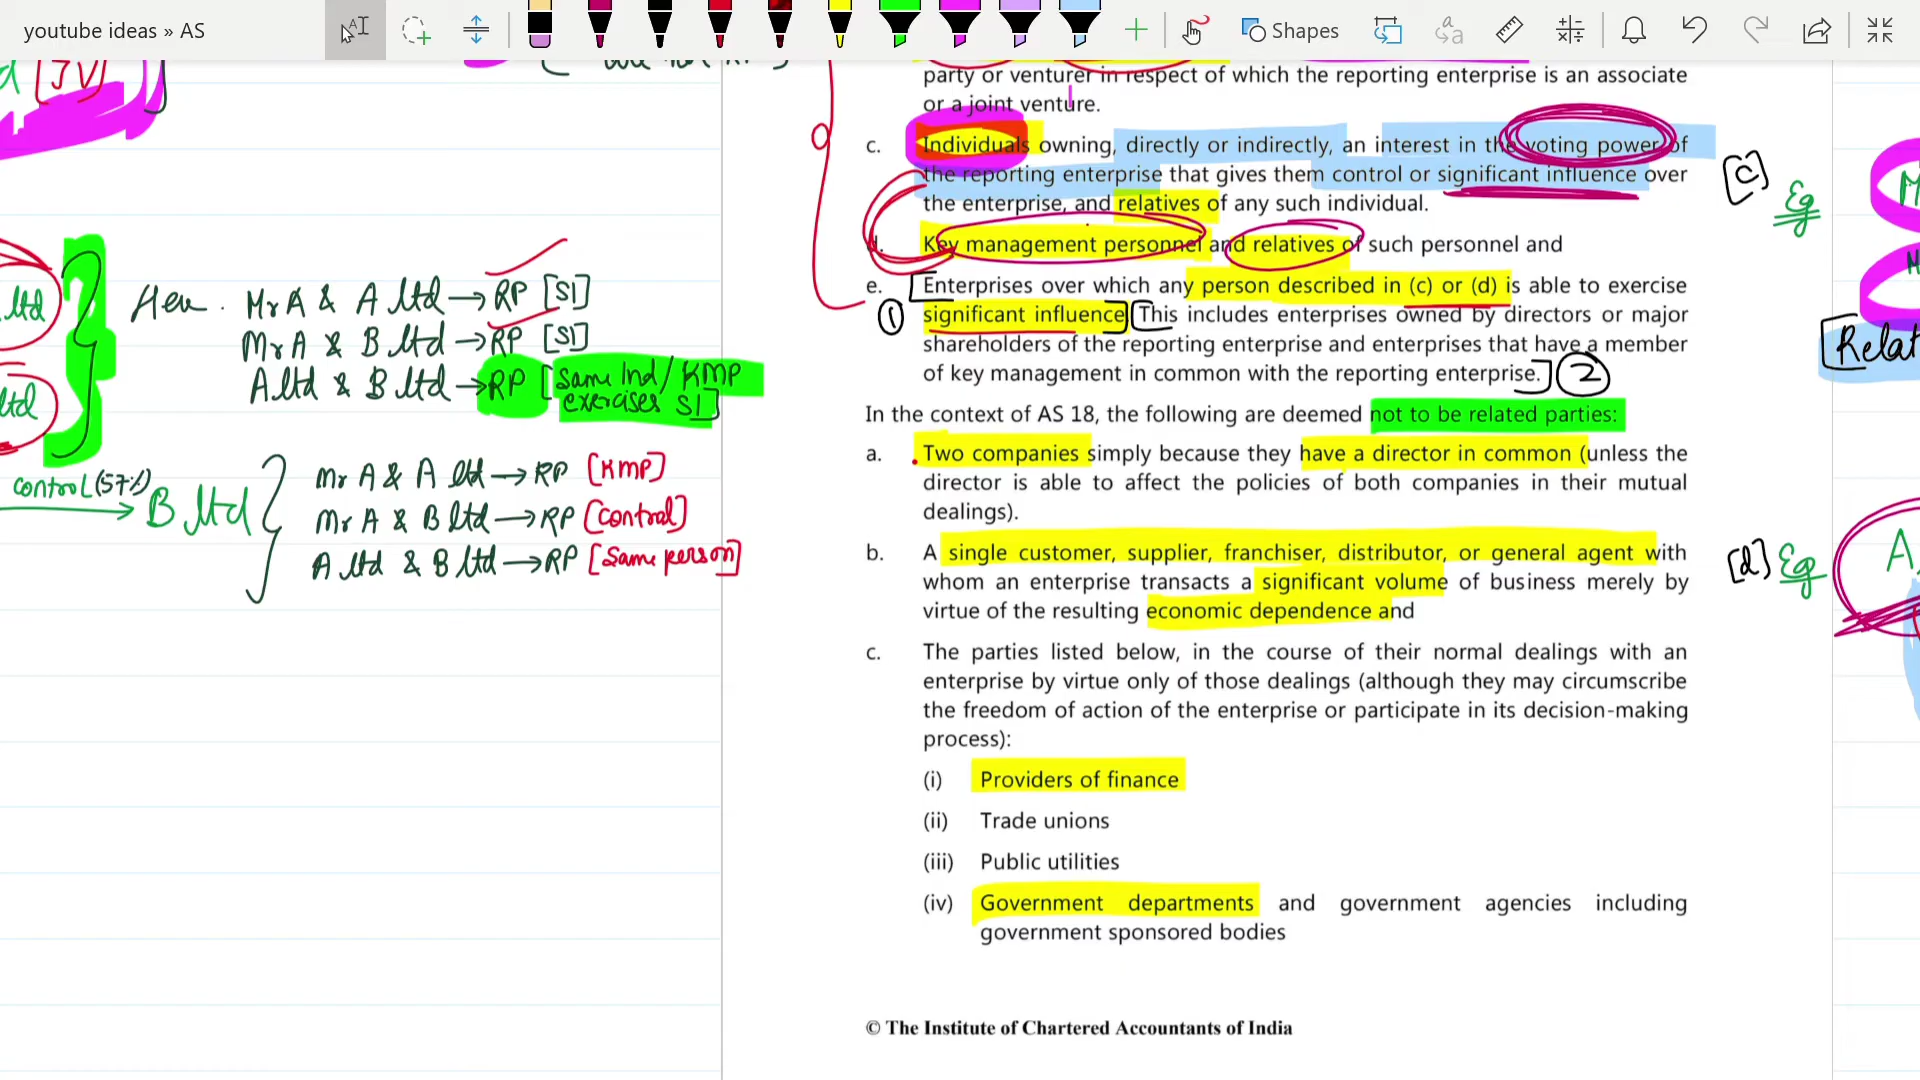 youtube ideas » AS
Shapes
[JV]
party or venturer in respect of which the reporting enterprise is an associate
or a joint venture.
c. Individuals owning, directly or indirectly, an interest in the voting power of
the reporting enterprise that gives them control or significant influence over
the enterprise, and relatives of any such individual.
d. Key management personnel and relatives of such personnel and
e. Enterprises over which any person described in (c) or (d) is able to exercise
① significant influence] [This includes enterprises owned by directors or major
shareholders of the reporting enterprise and enterprises that have a member
of key management in common with the reporting enterprise.] ②
In the context of AS 18, the following are deemed not to be related parties:
a. Two companies simply because they have a director in common (unless the
director is able to affect the policies of both companies in their mutual
dealings).
b. A single customer, supplier, franchiser, distributor, or general agent with
whom an enterprise transacts a significant volume of business merely by
virtue of the resulting economic dependence and
c. The parties listed below, in the course of their normal dealings with an
enterprise by virtue only of those dealings (although they may circumscribe
the freedom of action of the enterprise or participate in its decision-making
process):
(i) Providers of finance
(ii) Trade unions
(iii) Public utilities
(iv) Government departments and government agencies including
government sponsored bodies
© The Institute of Chartered Accountants of India
ltd
ltd
Here. Mr A & A ltd → RP [SI]
Mr A & B ltd → RP [SI]
A ltd & B ltd → RP [Same Ind/KMP
exercises SI]
control (57%)
B ltd
Mr A & A ltd → RP [KMP]
Mr A & B ltd → RP [Control]
A ltd & B ltd → RP [Same person]
[c] Eg
[Relat
[d] Eg
A